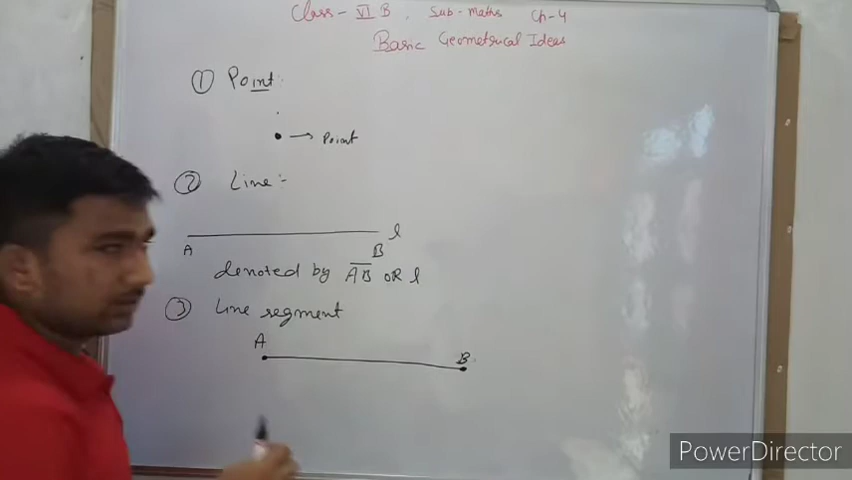 Class - VI B, Sub - Maths Ch-4
Basic Geometrical Ideas
① Point:
→ Point
② Line :-
l
A B
denoted by A̅B̅ OR l
③ Line segment
A B
PowerDirector